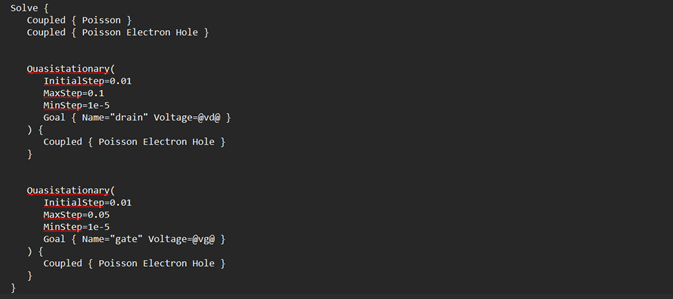 Solve {
Coupled { Poisson }
Coupled { Poisson Electron Hole }
Quasistationary(
InitialStep=0.01
MaxStep=0.1
MinStep=1e-5
Goal { Name="drain" Voltage=@vd@ }
) {
Coupled { Poisson Electron Hole }
}
Quasistationary(
InitialStep=0.01
MaxStep=0.05
MinStep=1e-5
Goal { Name="gate" Voltage=@vg@ }
) {
Coupled { Poisson Electron Hole }
}
}